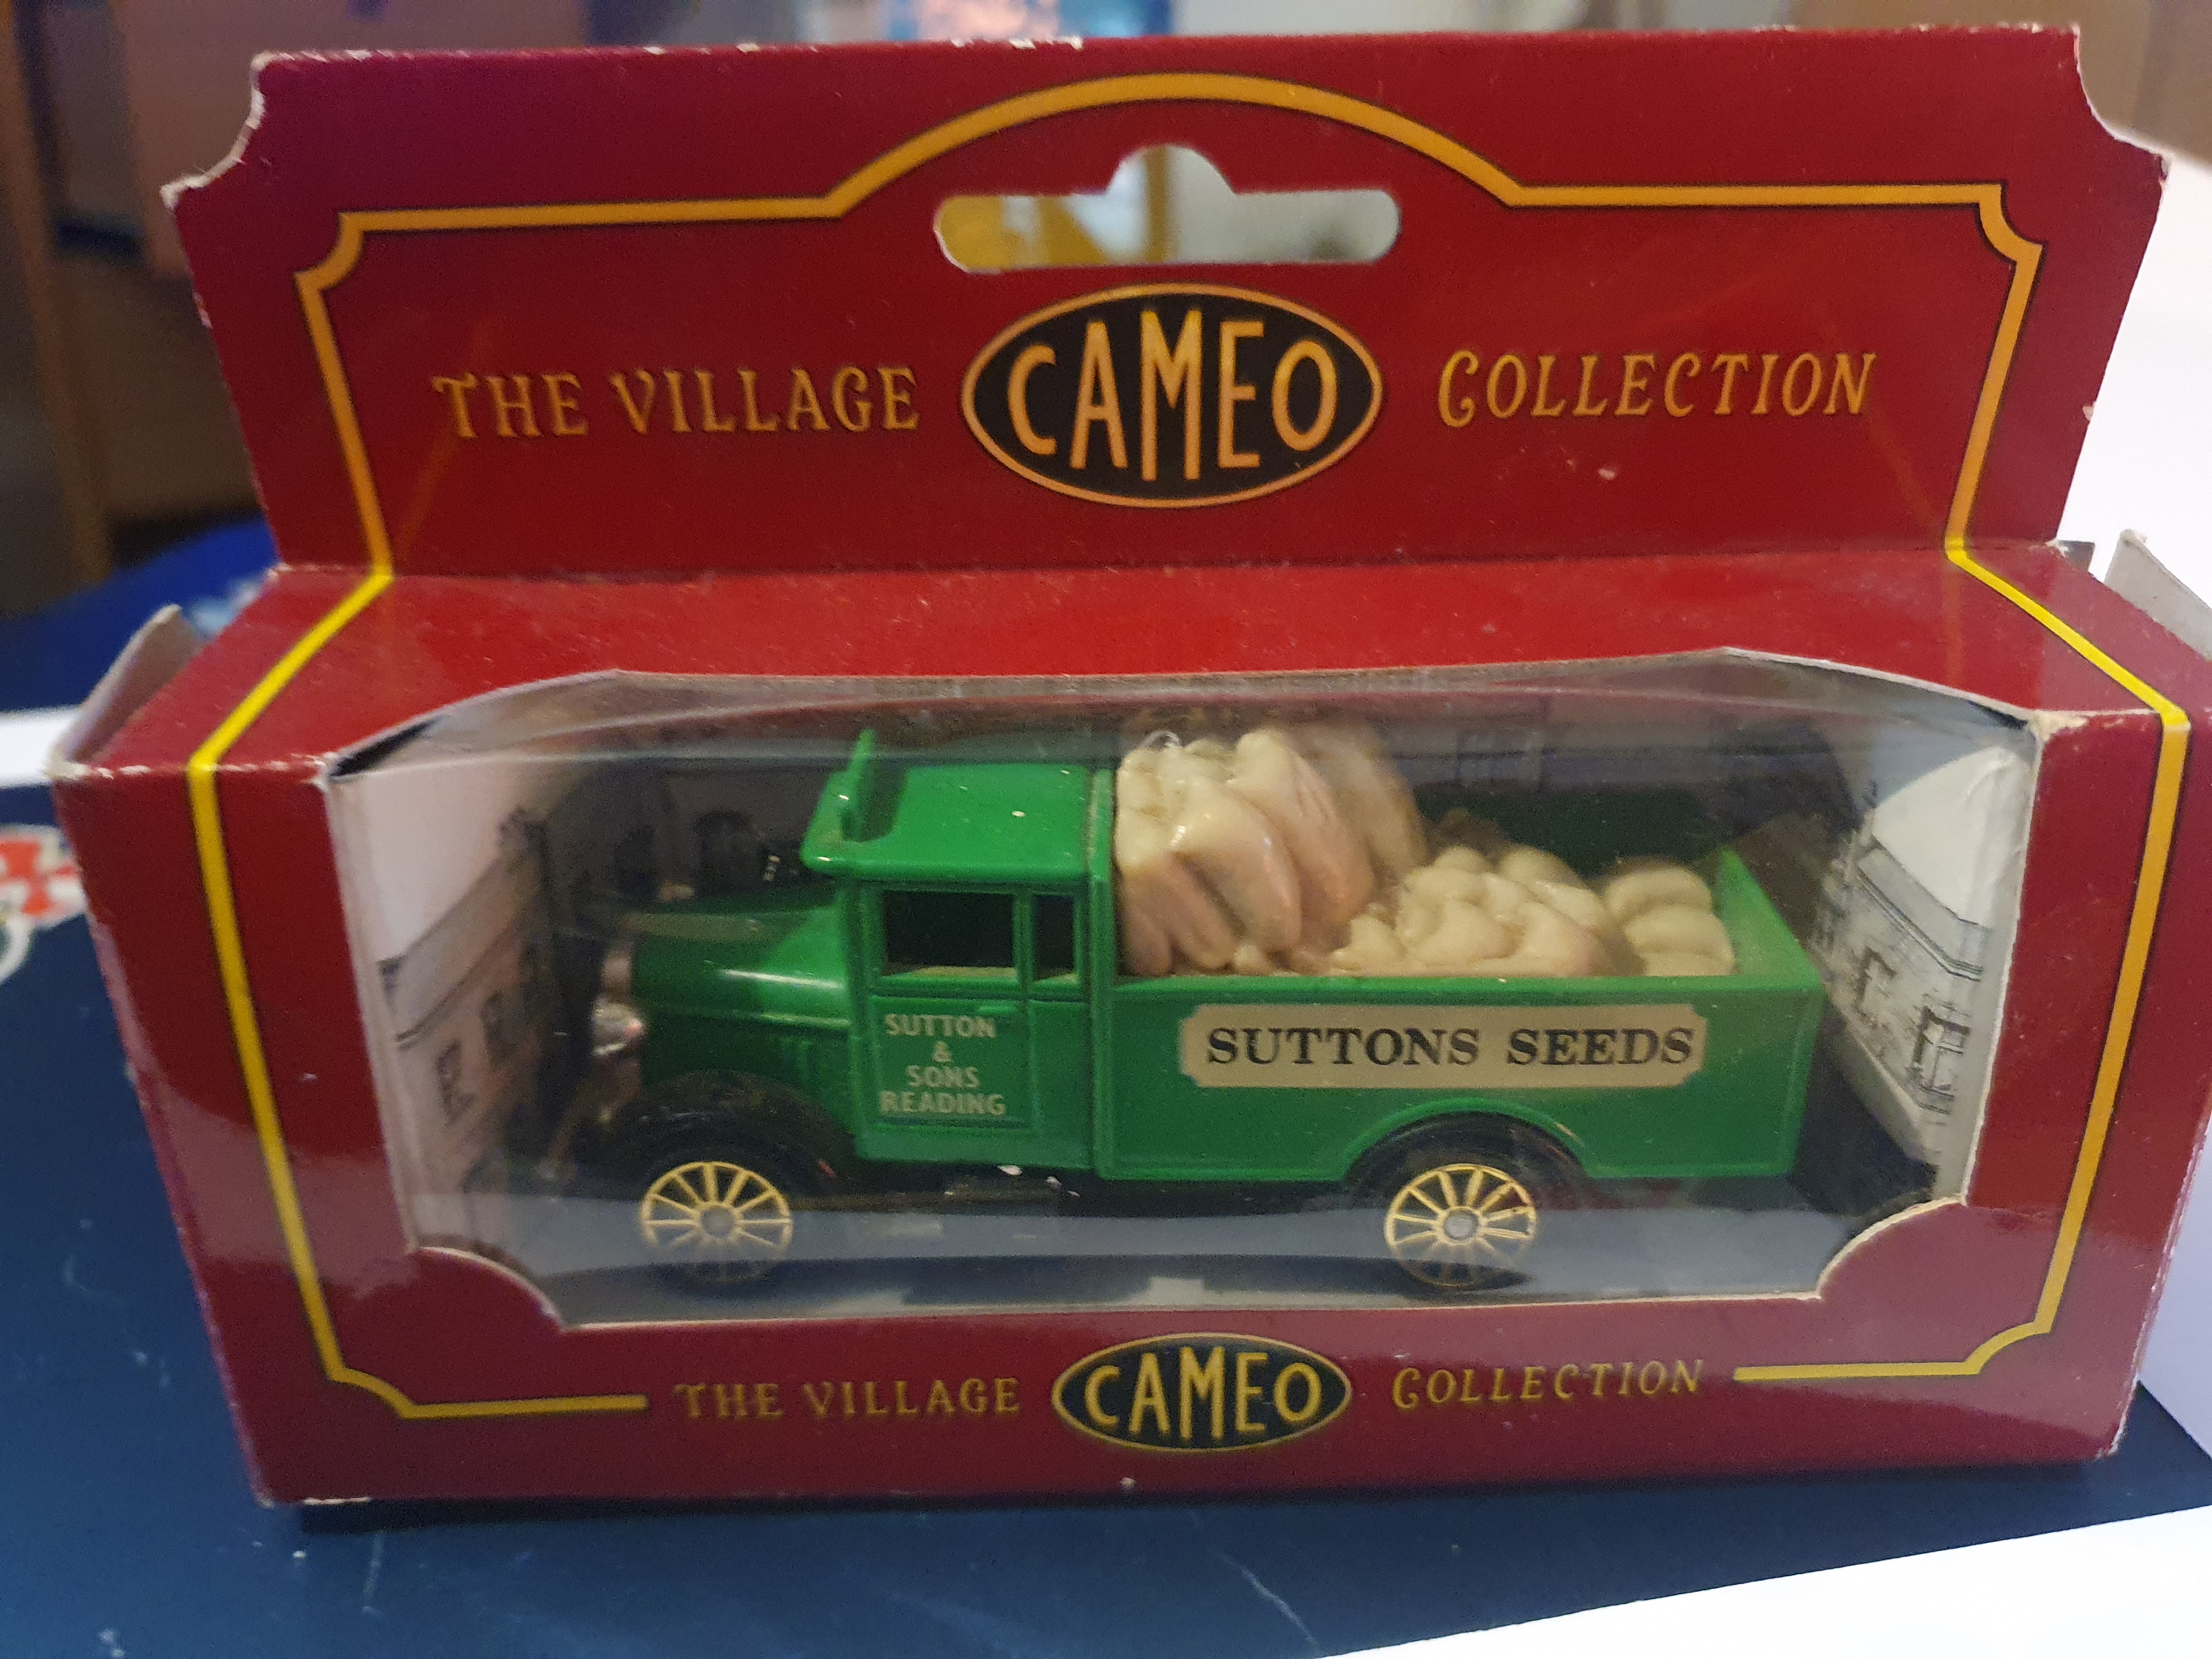 THE VILLAGE CAMEO COLLECTION
SUTTON
&
SONS
READING
SUTTONS SEEDS
THE VILLAGE CAMEO COLLECTION